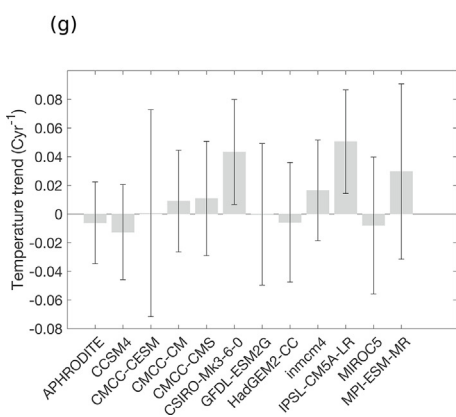 (g)
Temperature trend (Cyr⁻¹)
0.08
0.06
0.04
0.02
0
-0.02
-0.04
-0.06
-0.08
APHRODITE
CCSM4
CMCC-CESM
CMCC-CM
CMCC-CMS
CSIRO-Mk3-6-0
GFDL-ESM2G
HadGEM2-CC
inmcm4
IPSL-CM5A-LR
MIROC5
MPI-ESM-MR